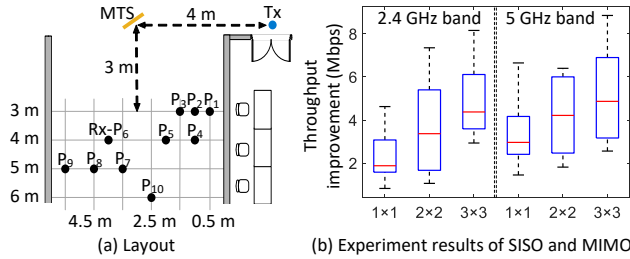 MTS
Tx
4 m
3 m
3 m
P3 P2 P1
4 m
Rx-P6
P5
P4
5 m
P9
P8
P7
6 m
P10
4.5 m
2.5 m
0.5 m
(a) Layout
2.4 GHz band
5 GHz band
Throughput
improvement (Mbps)
8
6
4
2
1×1
2×2
3×3
1×1
2×2
3×3
(b) Experiment results of SISO and MIMO